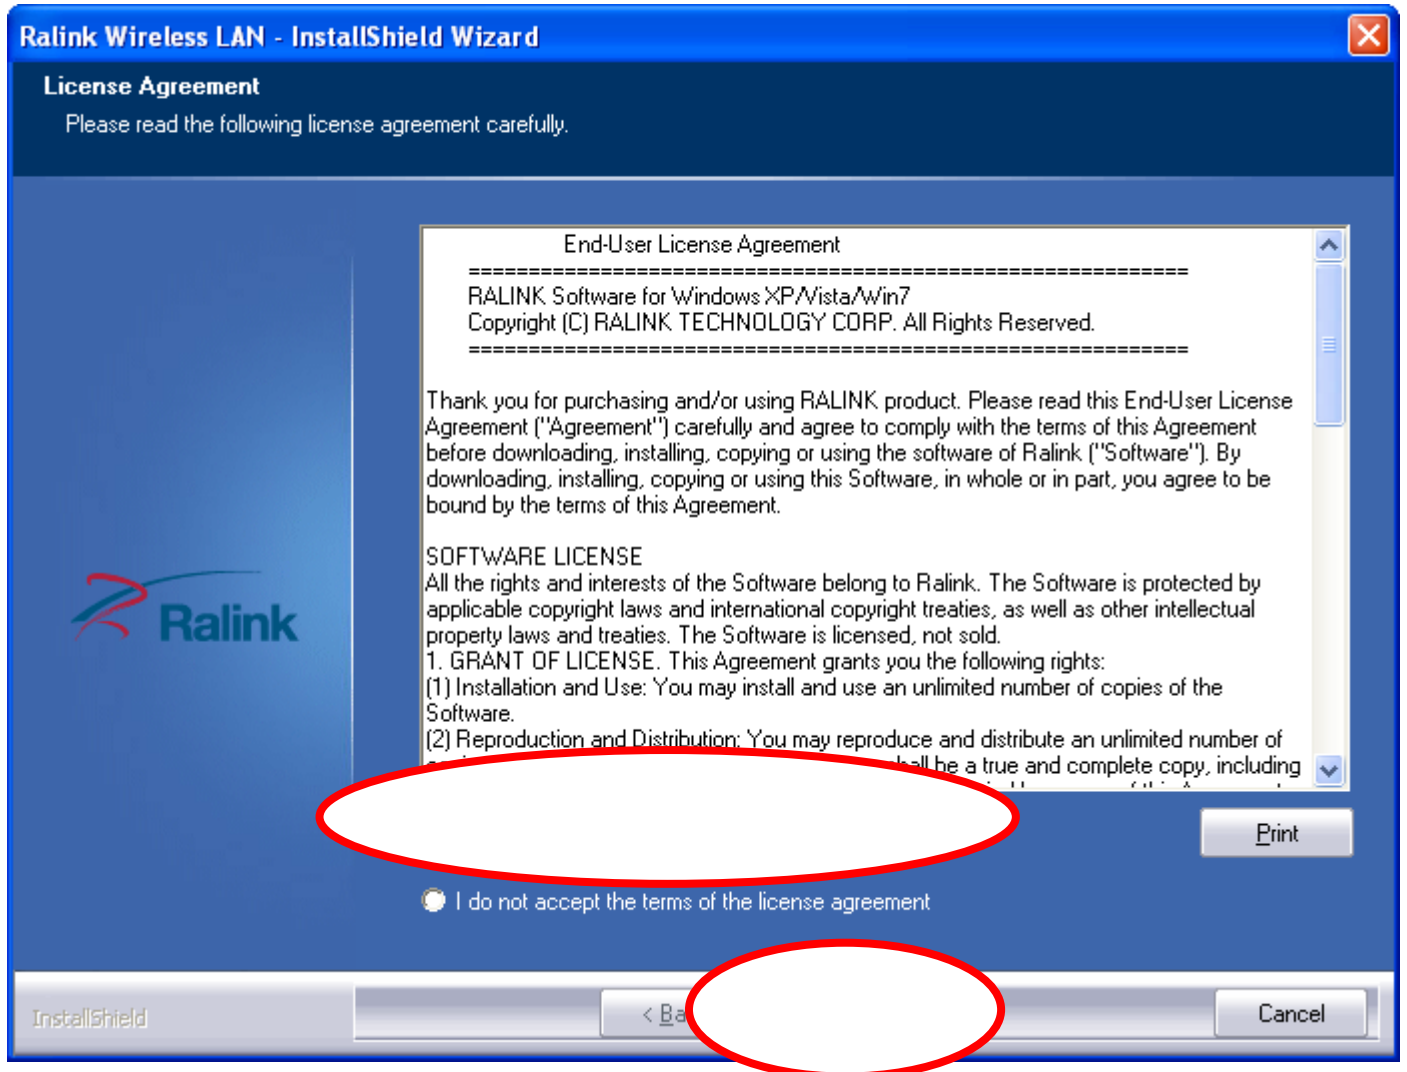 Ralink Wireless LAN - InstallShield Wizard
License Agreement
Please read the following license agreement carefully.
End-User License Agreement
============================================================
RALINK Software for Windows XP/Vista/Win7
Copyright (C) RALINK TECHNOLOGY CORP. All Rights Reserved.
============================================================
Thank you for purchasing and/or using RALINK product. Please read this End-User License
Agreement ("Agreement") carefully and agree to comply with the terms of this Agreement
before downloading, installing, copying or using the software of Ralink ("Software"). By
downloading, installing, copying or using this Software, in whole or in part, you agree to be
bound by the terms of this Agreement.
SOFTWARE LICENSE
All the rights and interests of the Software belong to Ralink. The Software is protected by
applicable copyright laws and international copyright treaties, as well as other intellectual
property laws and treaties. The Software is licensed, not sold.
1. GRANT OF LICENSE. This Agreement grants you the following rights:
(1) Installation and Use: You may install and use an unlimited number of copies of the
Software.
(2) Reproduction and Distribution: You may reproduce and distribute an unlimited number of
be a true and complete copy, including
Ralink
Print
I do not accept the terms of the license agreement
InstallShield
< Ba
Cancel